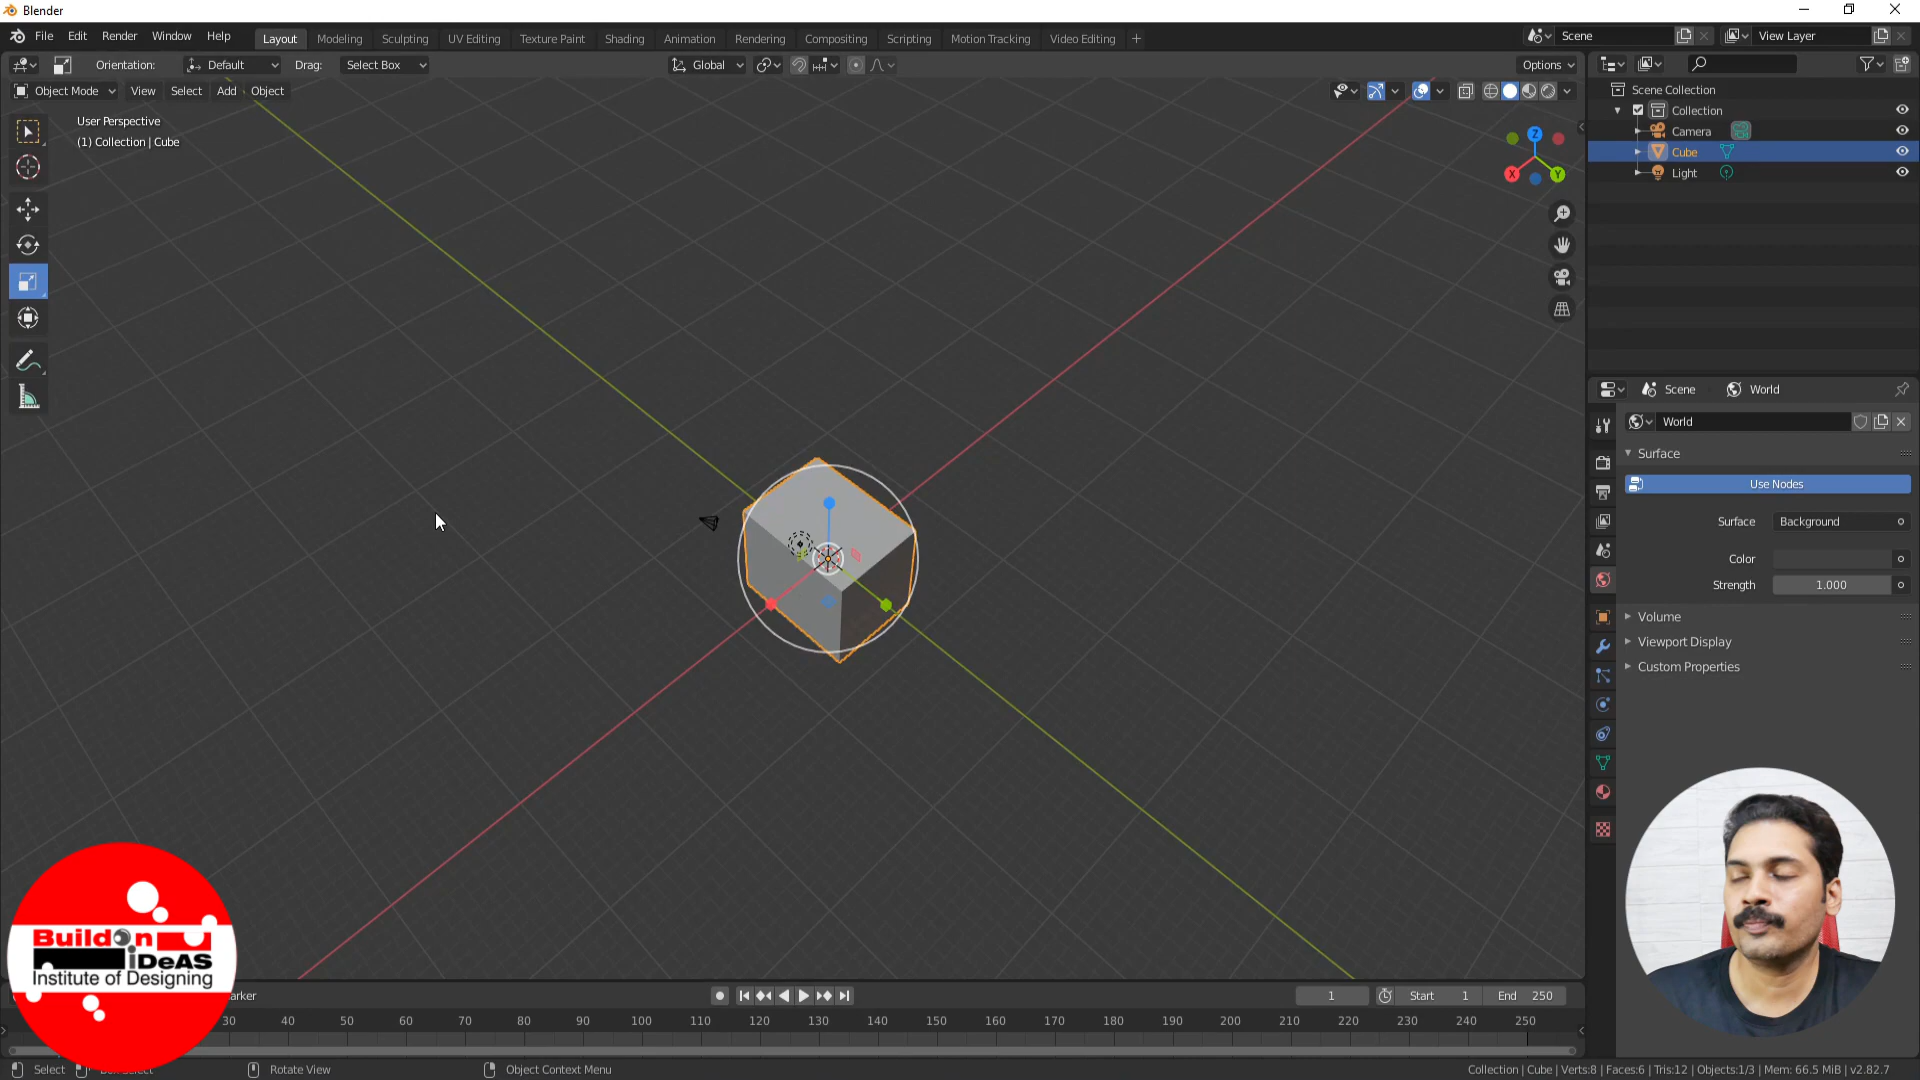 Blender
File Edit Render Window Help Layout Modeling Sculpting UV Editing Texture Paint Shading Animation Rendering Compositing Scripting Motion Tracking Video Editing + Scene View Layer
Orientation: Default Drag: Select Box Global Options
Object Mode View Select Add Object
User Perspective
(1) Collection | Cube
Z
X
Y
Scene Collection
Collection
Camera
Cube
Light
Scene World
World
Surface
Use Nodes
Surface Background
Color
Strength 1.000
Volume
Viewport Display
Custom Properties
Build on
iDeAS
Institute of Designing
arker 1 Start 1 End 250
30 40 50 60 70 80 90 100 110 120 130 140 150 160 170 180 190 200 210 220 230 240 250
Select Rotate View Object Context Menu Collection | Cube | Verts:8 | Faces:6 | Tris:12 | Objects:1/3 | Mem: 66.5 MiB | v2.82.7